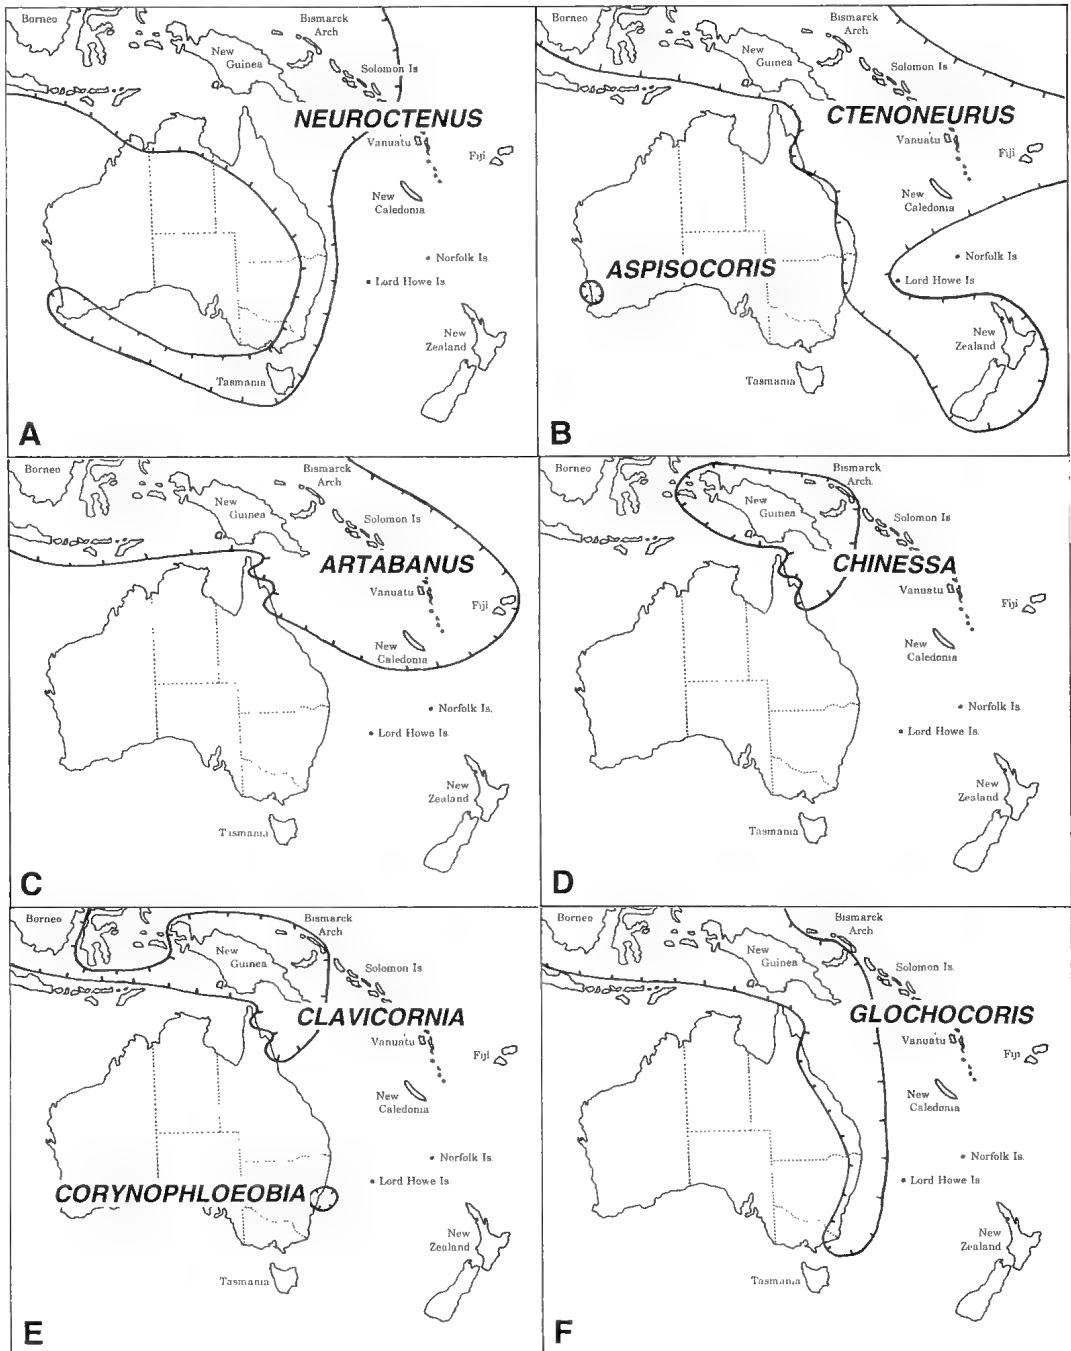 Borneo
Bismarck
Arch
New
Guinea
Solomon Is
NEUROCTENUS
Vanuatu
Fiji
New
Caledonia
Norfolk Is.
Lord Howe Is
New
Zealand
Tasmania
A
Borneo
Bismarck
Arch
New
Guinea
Solomon Is
CTENONEURUS
Vanuatu
Fiji
New
Caledonia
ASPISOCORIS
Norfolk Is
Lord Howe Is
New
Zealand
Tasmania
B
Borneo
Bismarck
Arch
New
Guinea
Solomon Is
ARTABANUS
Vanuatu
Fiji
New
Caledonia
Norfolk Is.
Lord Howe Is
New
Zealand
Tasmania
C
Borneo
Bismarck
Arch.
New
Guinea
Solomon Is
CHINESSA
Vanuatu
Fiji
New
Caledonia
Norfolk Is
Lord Howe Is
New
Zealand
Tasmania
D
Borneo
Bismarck
Arch
New
Guinea
Solomon Is
CLAVICORNIA
Vanuatu
Fiji
New
Caledonia
Norfolk Is.
Lord Howe Is
CORYNOPHLOEOBIA
New
Zealand
Tasmania
E
Borneo
Bismarck
Arch
New
Guinea
Solomon Is.
GLOCHOCORIS
Vanuatu
Fiji
New
Caledonia
Norfolk Is.
Lord Howe Is
New
Zealand
Tasmania
F